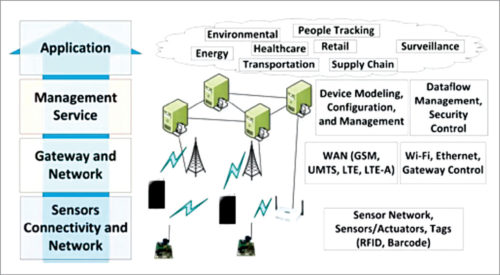 Application
Environmental
People Tracking
Energy
Healthcare
Retail
Surveillance
Transportation
Supply Chain
Management
Service
Device Modeling,
Configuration,
and Management
Dataflow
Management,
Security
Control
Gateway and
Network
WAN (GSM,
UMTS, LTE, LTE-A)
Wi-Fi, Ethernet,
Gateway Control
Sensors
Connectivity and
Network
Sensor Network,
Sensors/Actuators, Tags
(RFID, Barcode)